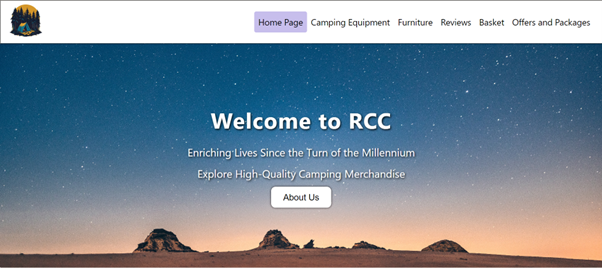 Home Page Camping Equipment Furniture Reviews Basket Offers and Packages
Welcome to RCC
Enriching Lives Since the Turn of the Millennium
Explore High-Quality Camping Merchandise
About Us